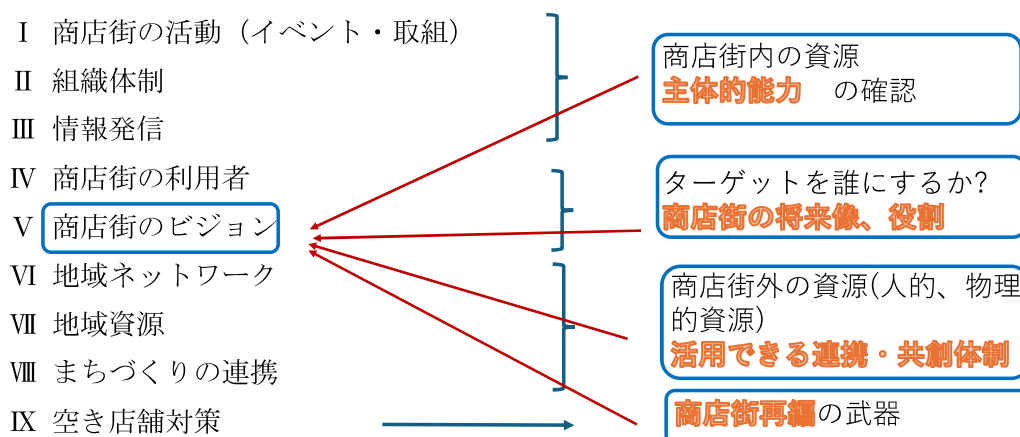 Ⅰ 商店街の活動（イベント・取組）
Ⅱ 組織体制
Ⅲ 情報発信
Ⅳ 商店街の利用者
Ⅴ 商店街のビジョン
Ⅵ 地域ネットワーク
Ⅶ 地域資源
Ⅷ まちづくりの連携
Ⅸ 空き店舗対策
商店街内の資源
主体的能力　の確認
ターゲットを誰にするか?
商店街の将来像、役割
商店街外の資源(人的、物理
的資源)
活用できる連携・共創体制
商店街再編の武器